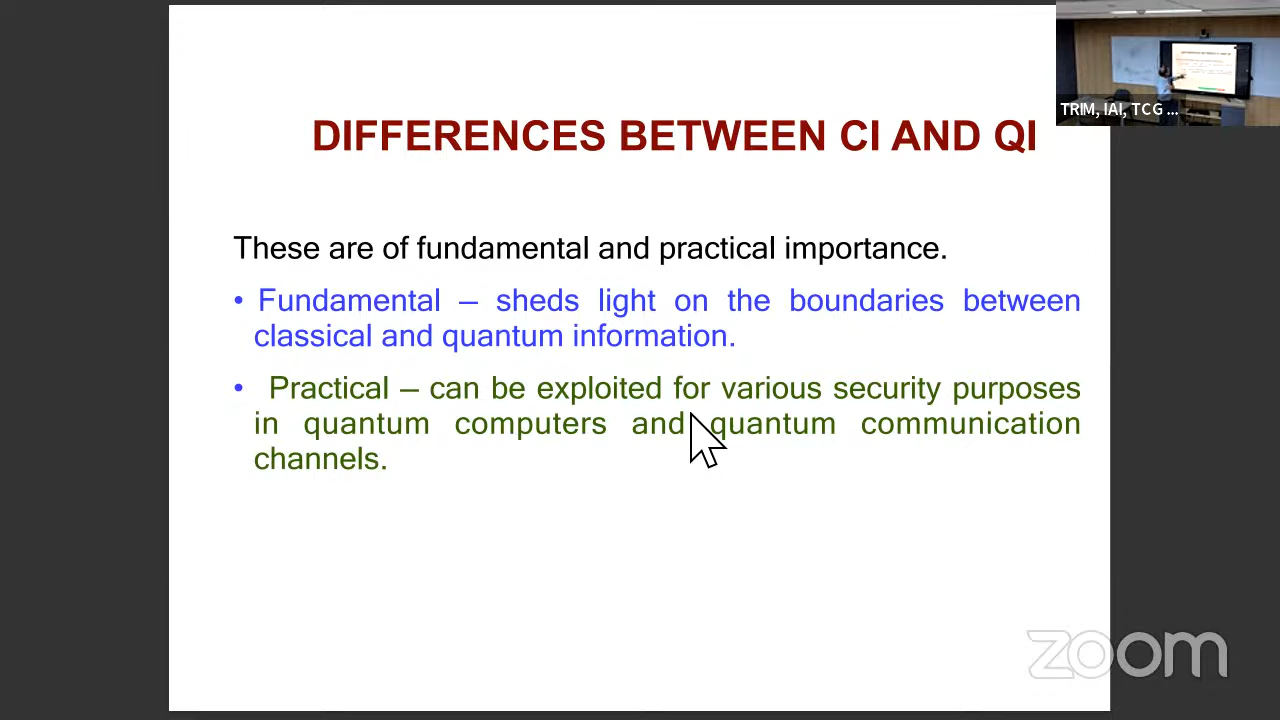 TRIM, IAI, TCG ...
DIFFERENCES BETWEEN CI AND QI
These are of fundamental and practical importance.
• Fundamental – sheds light on the boundaries between
classical and quantum information.
• Practical – can be exploited for various security purposes
in quantum computers and quantum communication
channels.
zoom